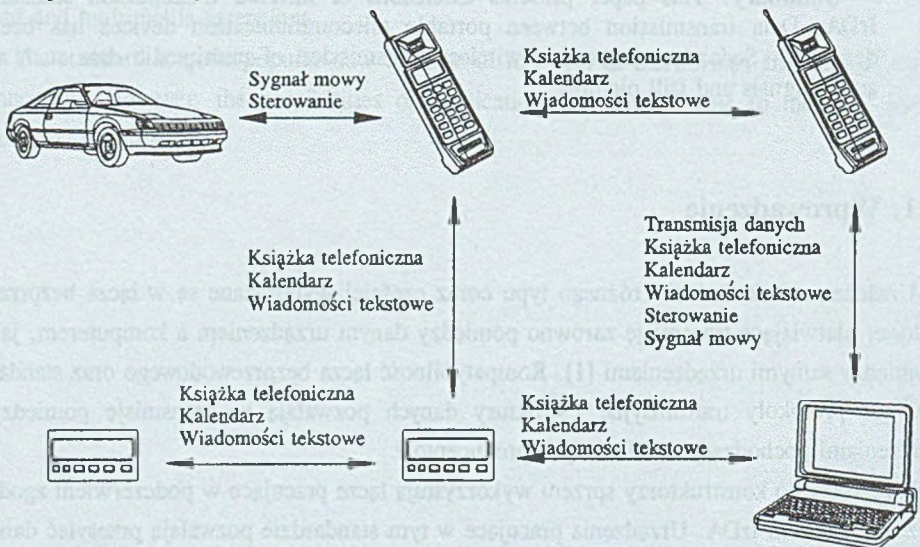 Sygnał mowy
Sterowanie
Książka telefoniczna
Kalendarz
Wiadomości tekstowe
Książka telefoniczna
Kalendarz
Wiadomości tekstowe
Transmisja danych
Książka telefoniczna
Kalendarz
Wiadomości tekstowe
Sterowanie
Sygnał mowy
Książka telefoniczna
Kalendarz
Wiadomości tekstowe
Książka telefoniczna
Kalendarz
Wiadomości tekstowe